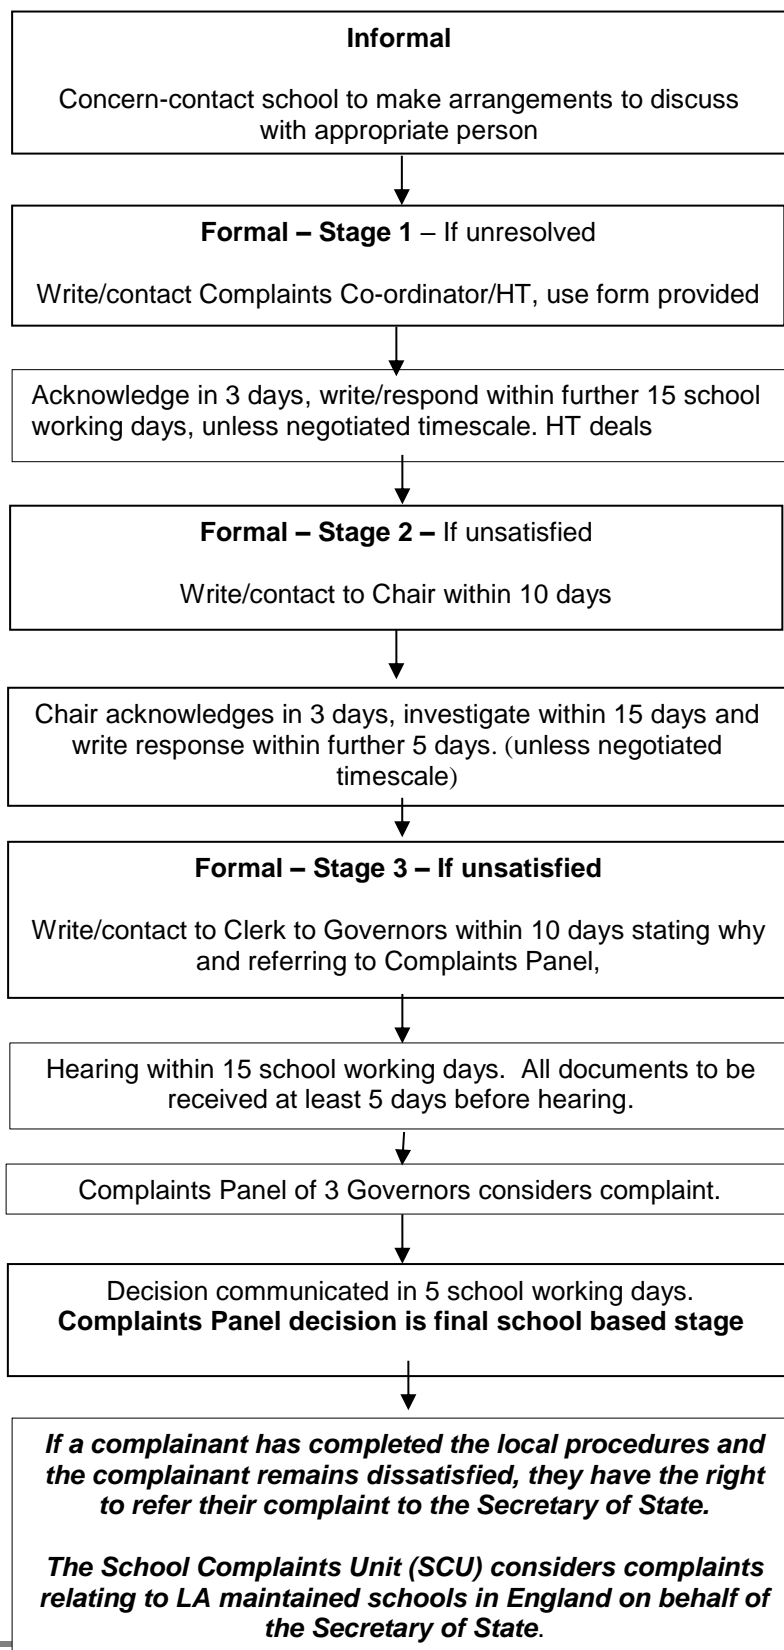 Informal
Concern-contact school to make arrangements to discuss
with appropriate person
Formal – Stage 1 – If unresolved
Write/contact Complaints Co-ordinator/HT, use form provided
Acknowledge in 3 days, write/respond within further 15 school
working days, unless negotiated timescale. HT deals
Formal – Stage 2 – If unsatisfied
Write/contact to Chair within 10 days
Chair acknowledges in 3 days, investigate within 15 days and
write response within further 5 days. (unless negotiated
timescale)
Formal – Stage 3 – If unsatisfied
Write/contact to Clerk to Governors within 10 days stating why
and referring to Complaints Panel,
Hearing within 15 school working days. All documents to be
received at least 5 days before hearing.
Complaints Panel of 3 Governors considers complaint.
Decision communicated in 5 school working days.
Complaints Panel decision is final school based stage
If a complainant has completed the local procedures and
the complainant remains dissatisfied, they have the right
to refer their complaint to the Secretary of State.
The School Complaints Unit (SCU) considers complaints
relating to LA maintained schools in England on behalf of
the Secretary of State.